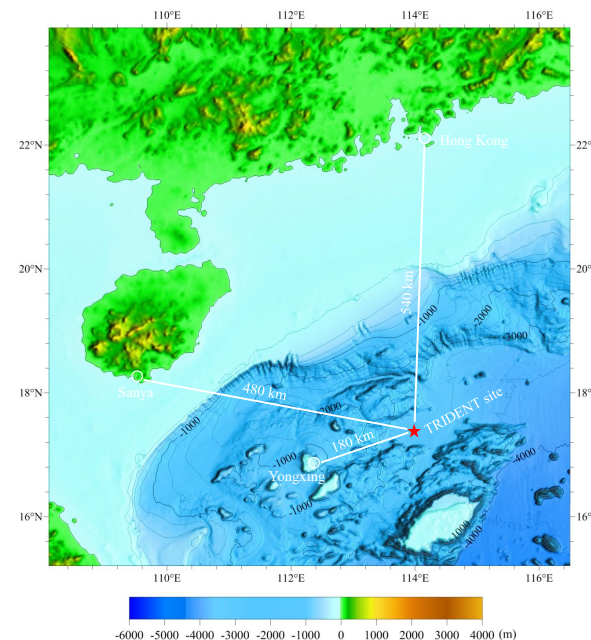 110°E 112°E 114°E 116°E
Hong Kong
22°N 22°
20°N 20°
540 km
-1000
-2000
-3000
18°N 18°
Sanya
480 km
-2000
TRIDENT site
-1000
180 km
-1000
-4000
Yongxing
-1000
16°N 16°
-1000
-4000
110°E 112°E 114°E 116°E
-6000 -5000 -4000 -3000 -2000 -1000 0 1000 2000 3000 4000 (m)